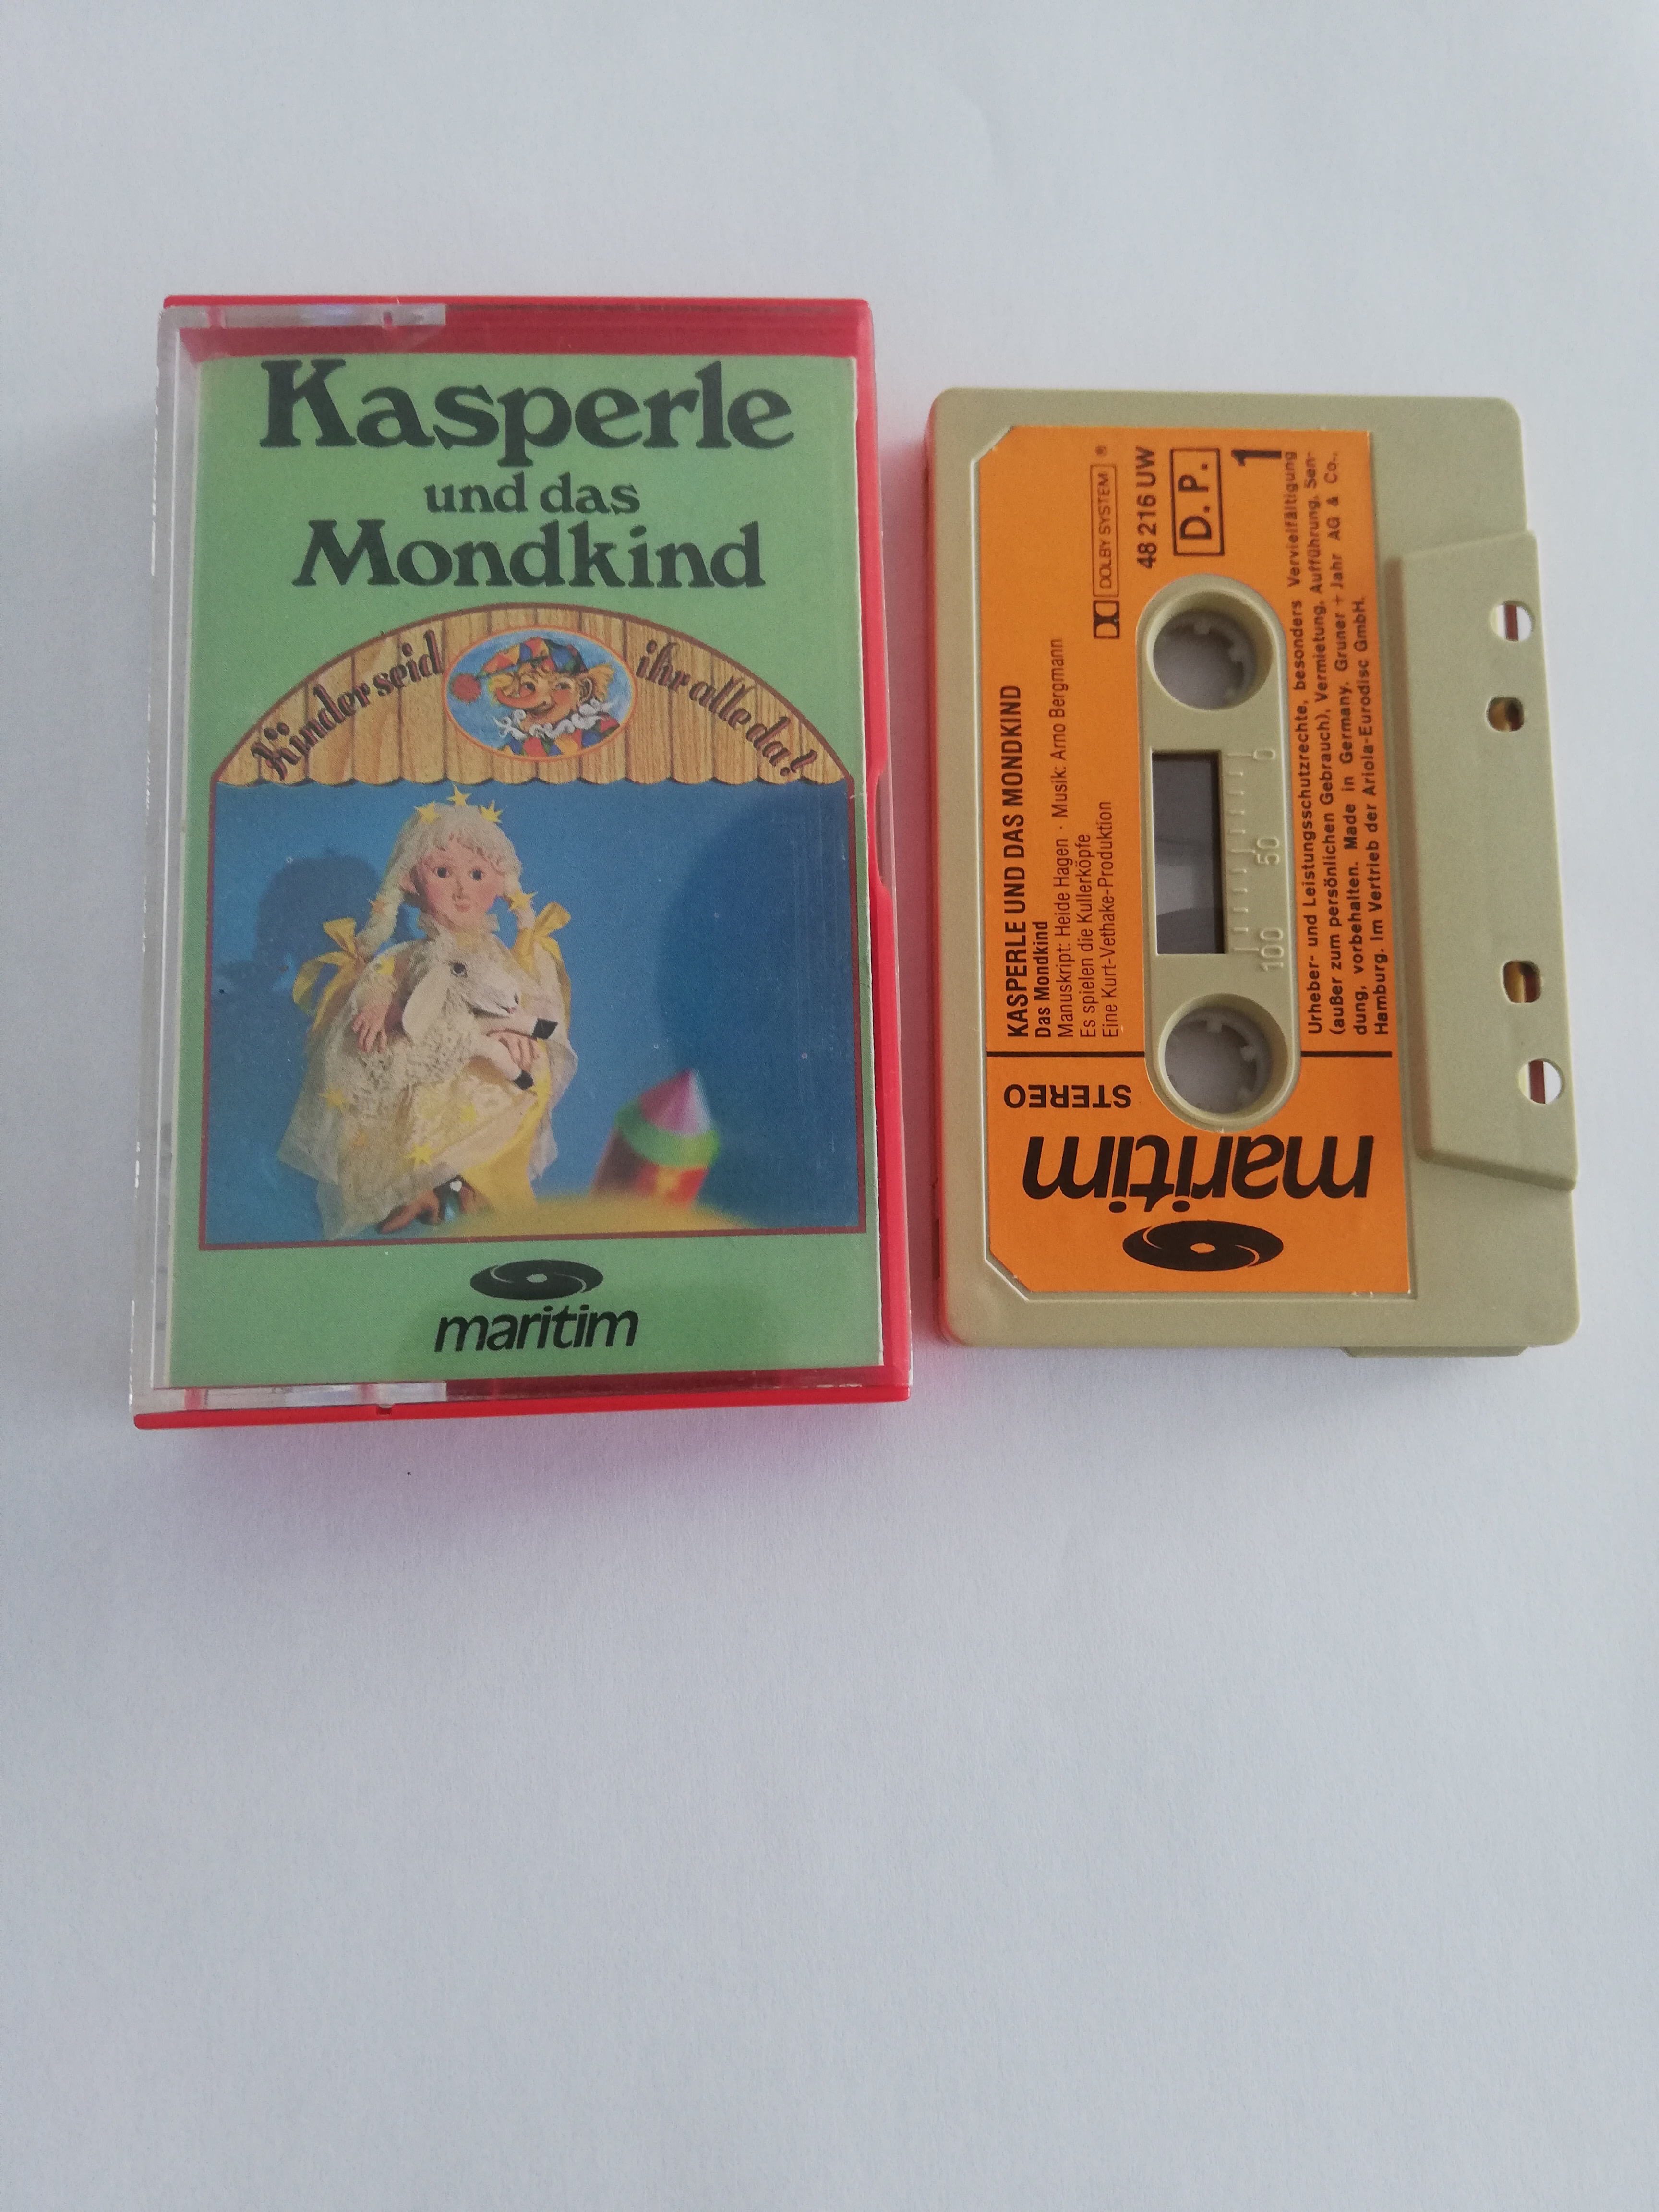 Kasperle
und das
Mondkind
Kinder seid ihr alle da!
maritim
KASPERLE UND DAS MONDKIND
Das Mondkind
Manuskript: Heide Hagen · Musik: Arno Bergmann
Es spielen die Kullerköpfe
Eine Kurt-Vethake-Produktion
DOLBY SYSTEM ®
48 216 UW
D. P.
1
100 50 0
Urheber- und Leistungsschutzrechte, besonders Vervielfältigung
(außer zum persönlichen Gebrauch), Vermietung, Aufführung, Sen-
dung, vorbehalten. Made in Germany. Gruner + Jahr AG & Co.,
Hamburg. Im Vertrieb der Ariola-Eurodisc GmbH.
STEREO
maritim